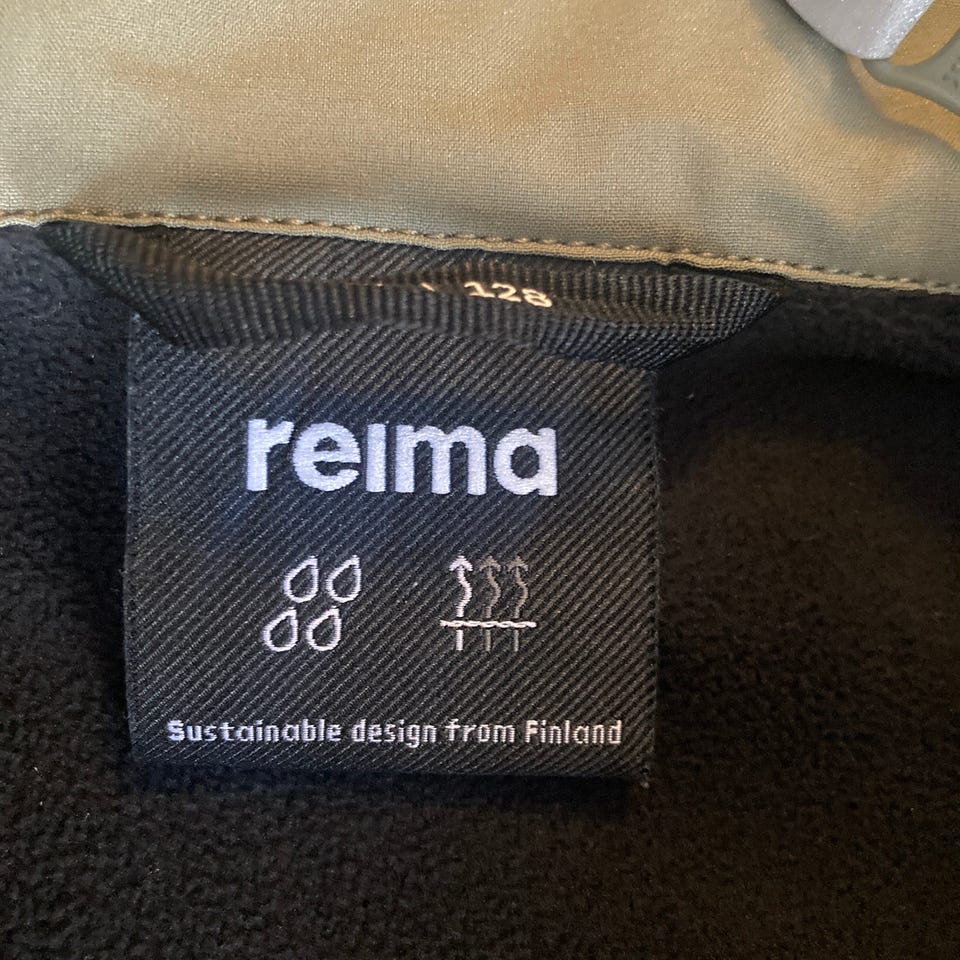 128
reima
Sustainable design from Finland